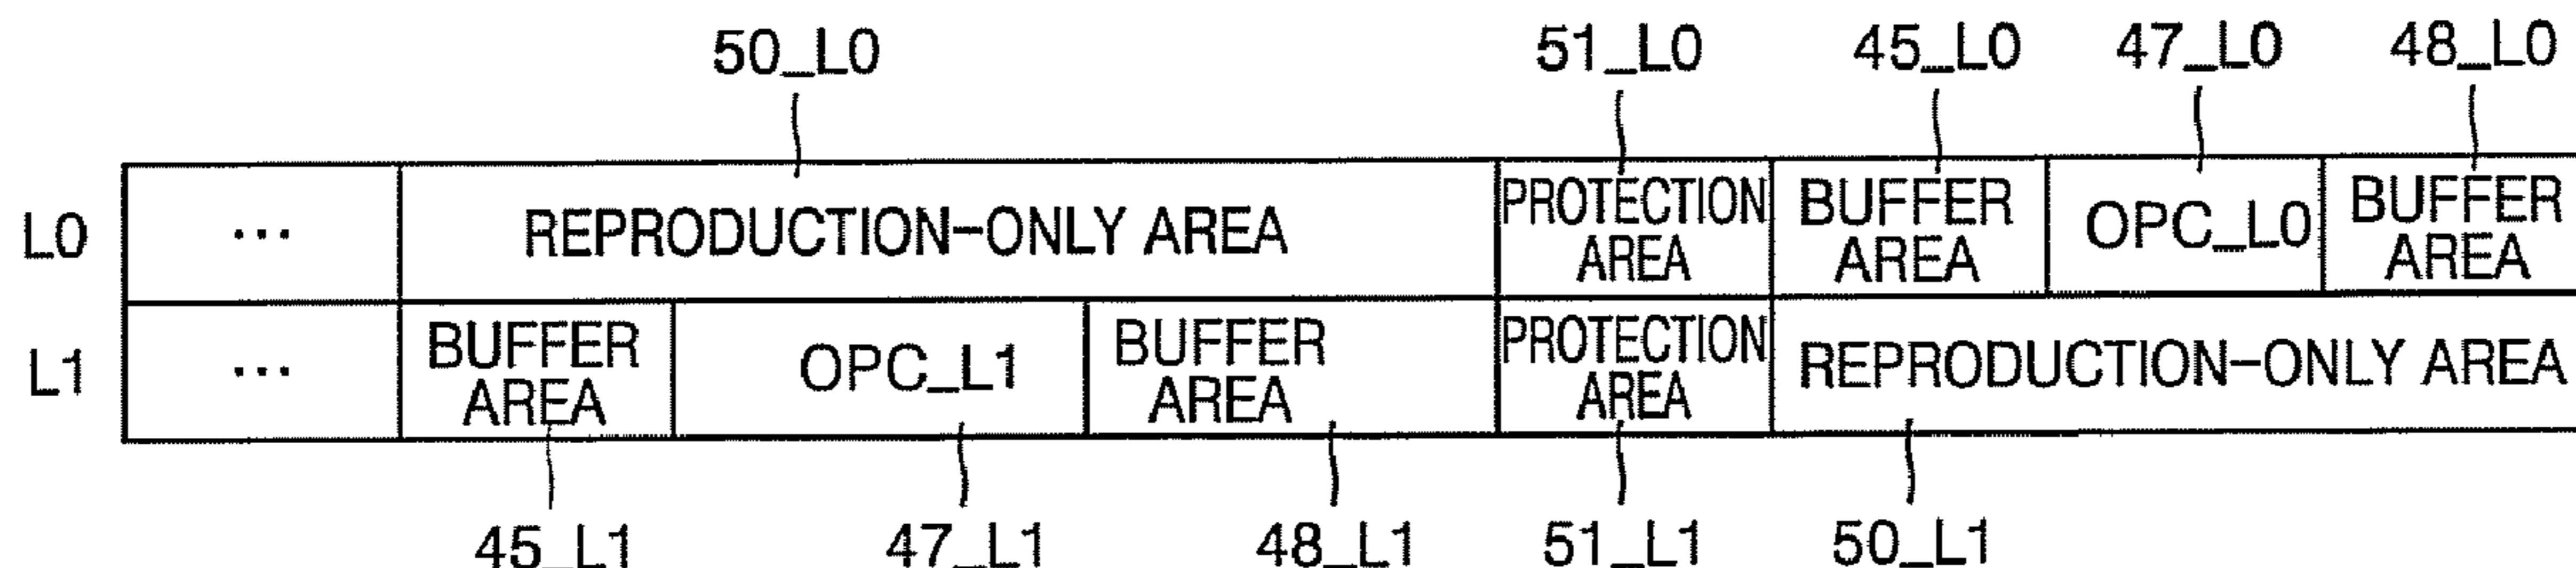 50_L0 51_L0 45_L0 47_L0 48_L0
L0 ... REPRODUCTION-ONLY AREA PROTECTION AREA BUFFER AREA OPC_L0 BUFFER AREA
L1 ... BUFFER AREA OPC_L1 BUFFER AREA PROTECTION AREA REPRODUCTION-ONLY AREA
45_L1 47_L1 48_L1 51_L1 50_L1